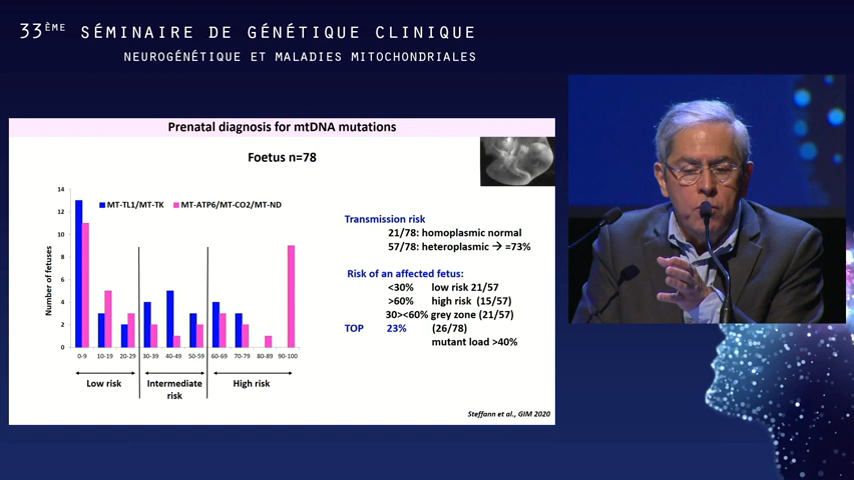 33ÈME SÉMINAIRE DE GÉNÉTIQUE CLINIQUE
NEUROGÉNÉTIQUE ET MALADIES MITOCHONDRIALES
Prenatal diagnosis for mtDNA mutations
Foetus n=78
14
12
10
8
6
4
2
0
Number of fetuses
MT-TL1/MT-TK MT-ATP6/MT-CO2/MT-ND
0-9 10-19 20-29 30-39 40-49 50-59 60-69 70-79 80-89 90-100
Low risk
Intermediate
risk
High risk
Transmission risk
21/78: homoplasmic normal
57/78: heteroplasmic → =73%
Risk of an affected fetus:
<30% low risk 21/57
>60% high risk (15/57)
30><60% grey zone (21/57)
TOP 23% (26/78)
mutant load >40%
Steffann et al., GIM 2020